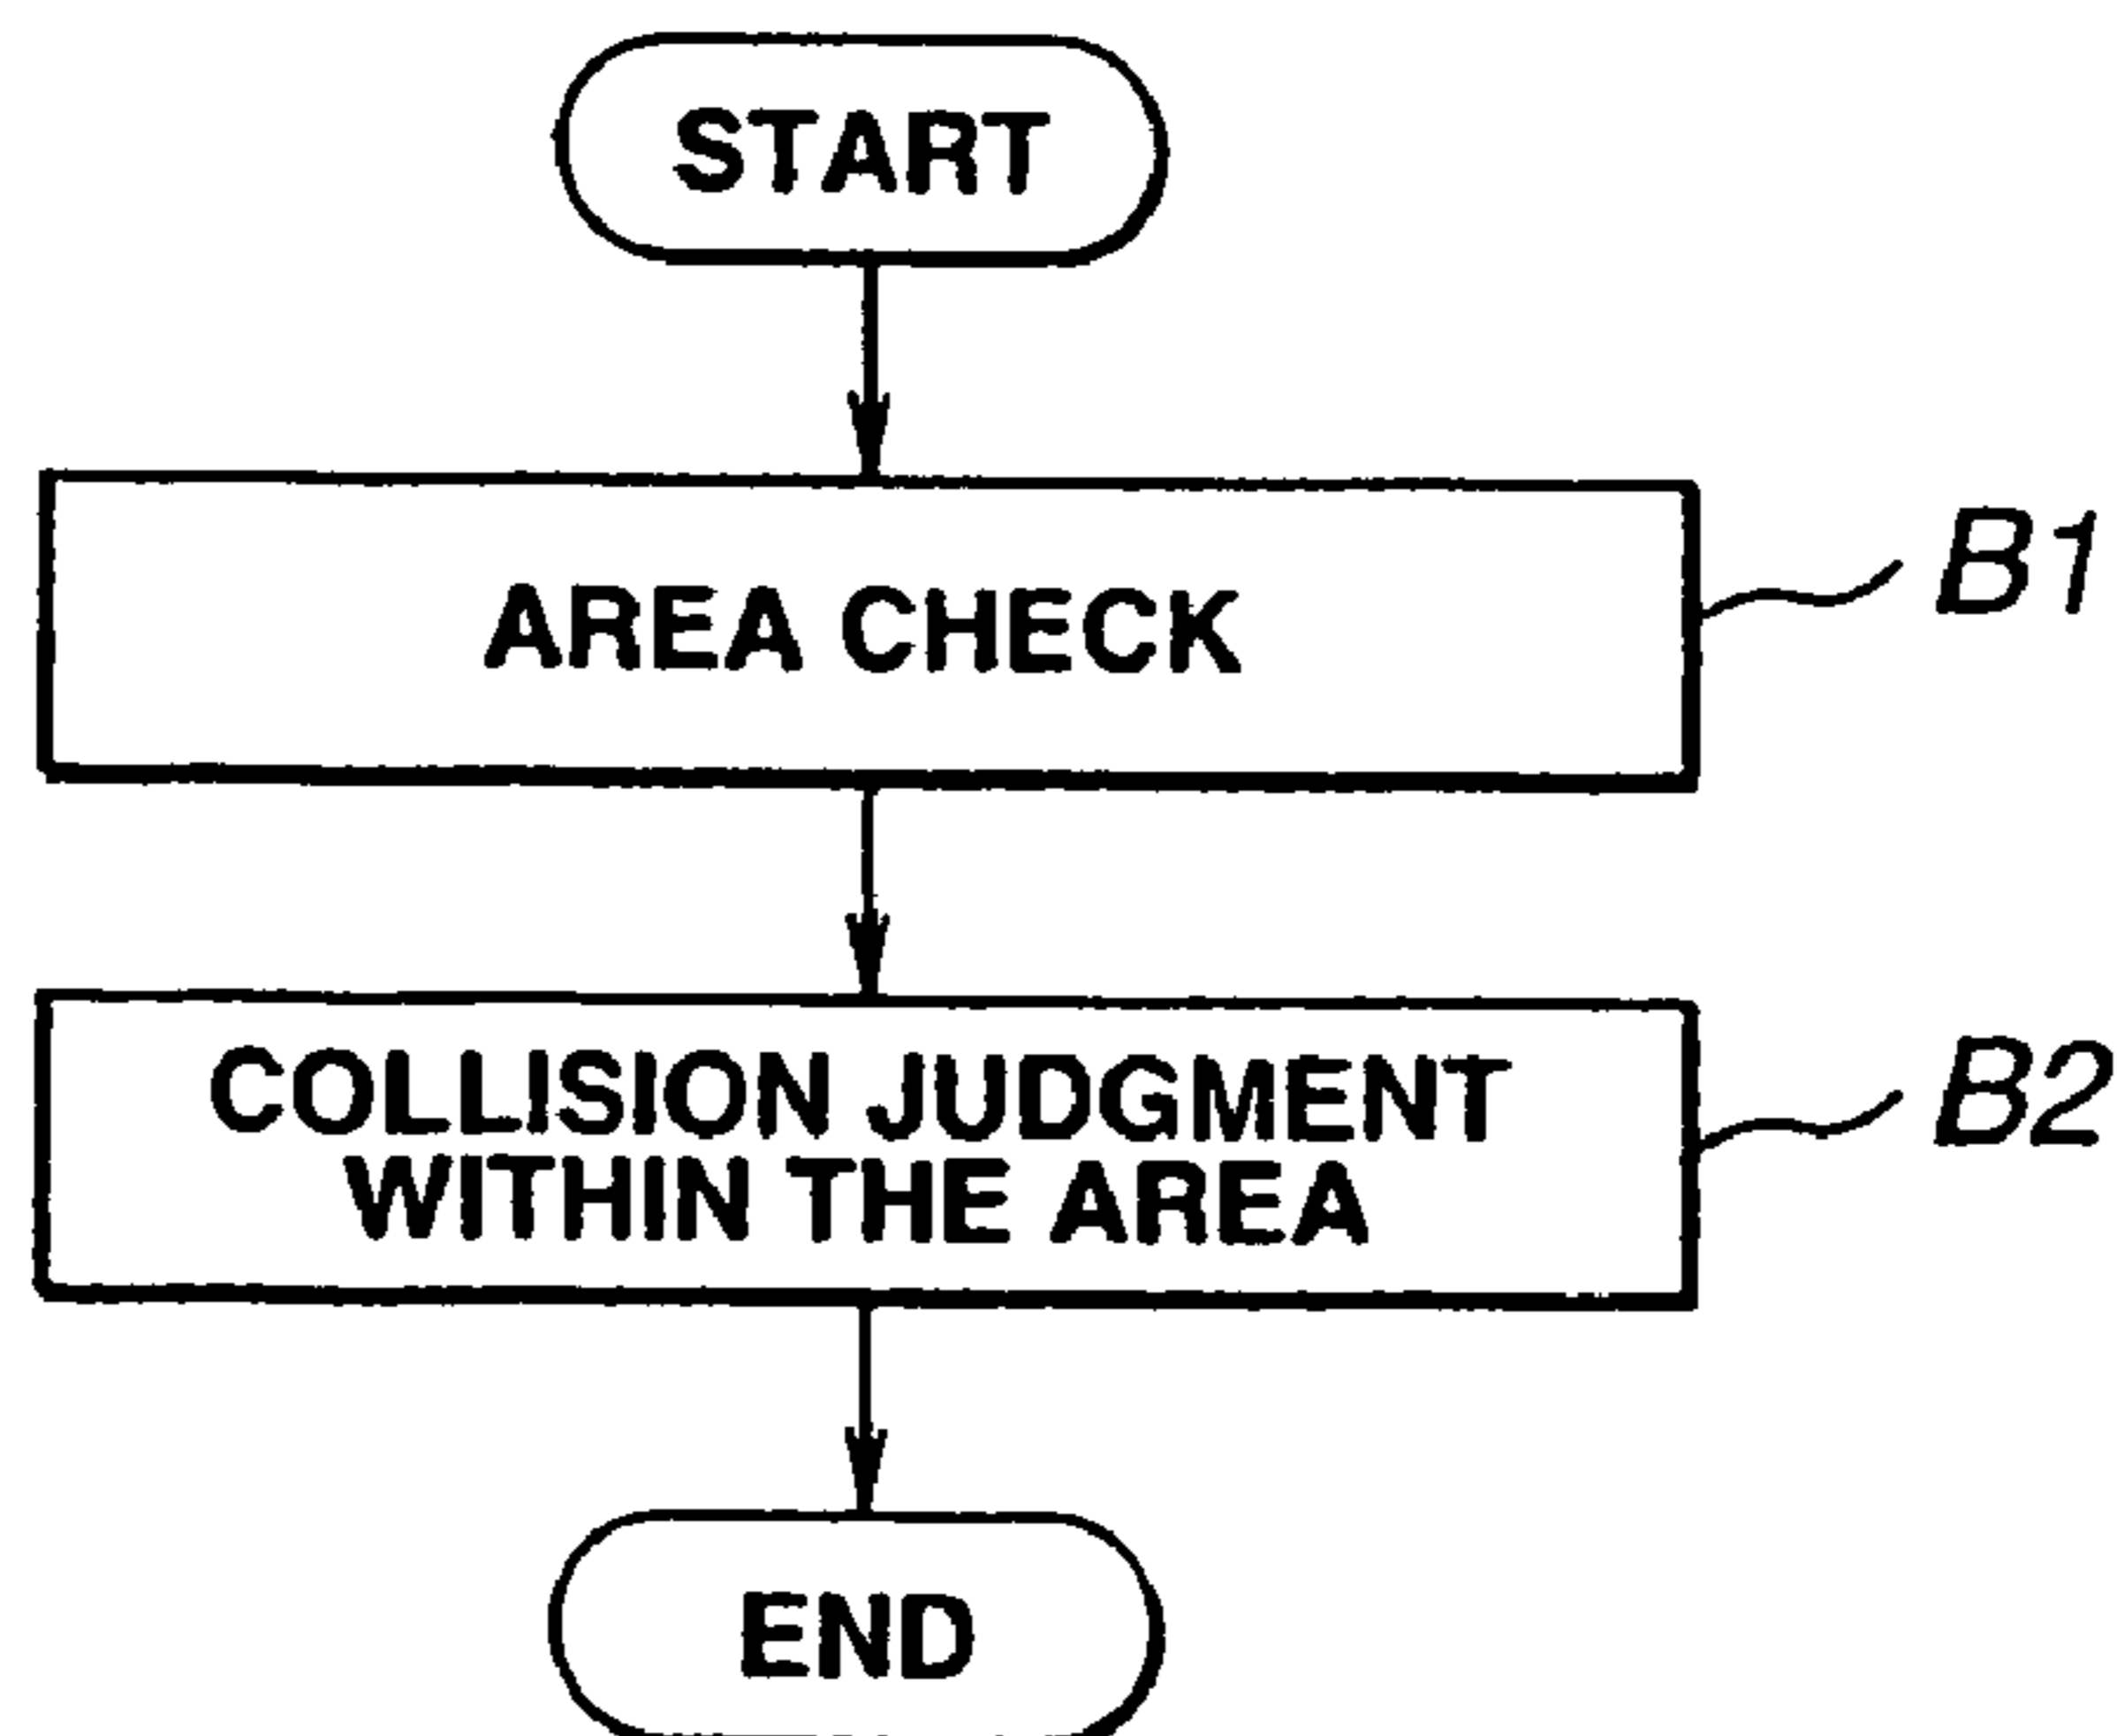 START
AREA CHECK
B1
COLLISION JUDGMENT
WITHIN THE AREA
B2
END